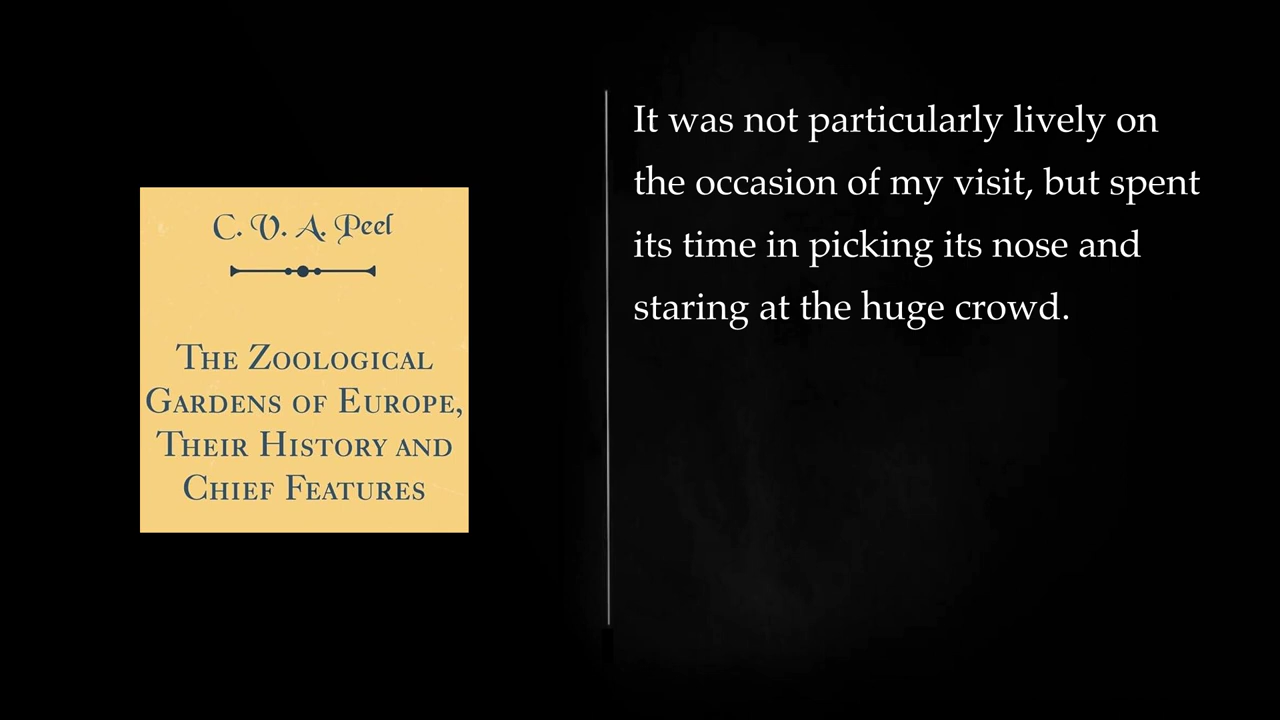 C. V. A. Peel
The Zoological
Gardens of Europe,
Their History and
Chief Features
It was not particularly lively on
the occasion of my visit, but spent
its time in picking its nose and
staring at the huge crowd.